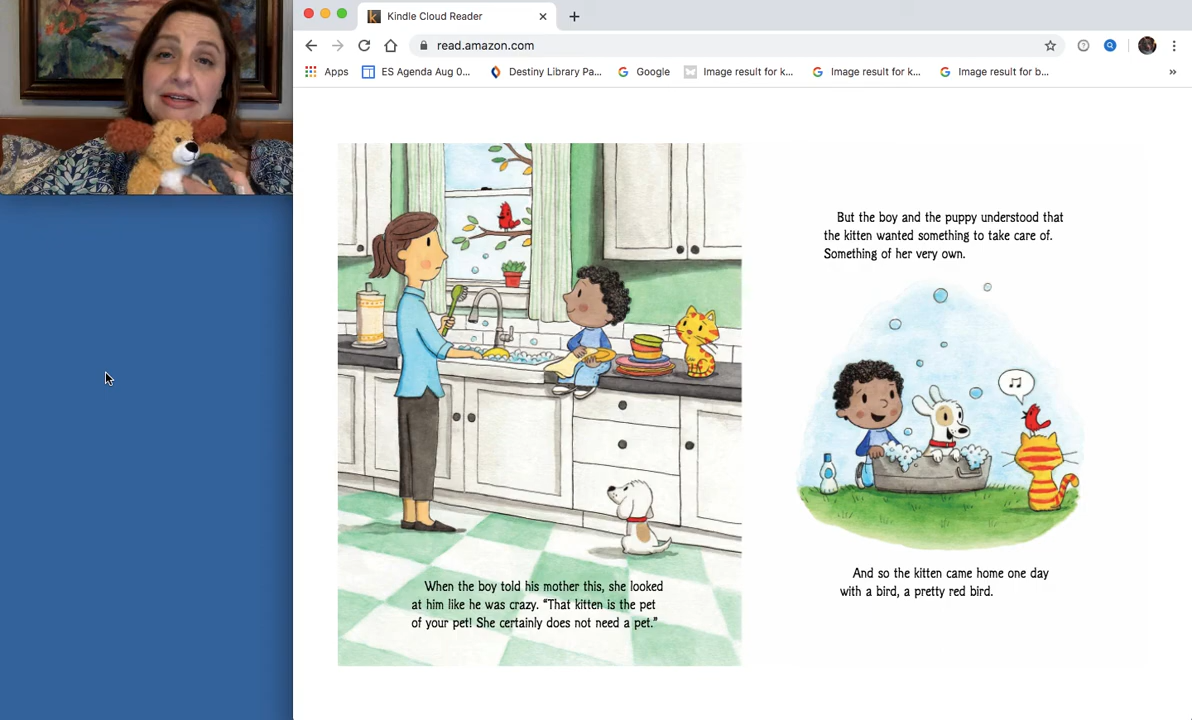 Kindle Cloud Reader
read.amazon.com
Apps
ES Agenda Aug 0...
Destiny Library Pa...
Google
Image result for k...
Image result for k...
Image result for b...
When the boy told his mother this, she looked
at him like he was crazy. “That kitten is the pet
of your pet! She certainly does not need a pet.”
But the boy and the puppy understood that
the kitten wanted something to take care of.
Something of her very own.
And so the kitten came home one day
with a bird, a pretty red bird.